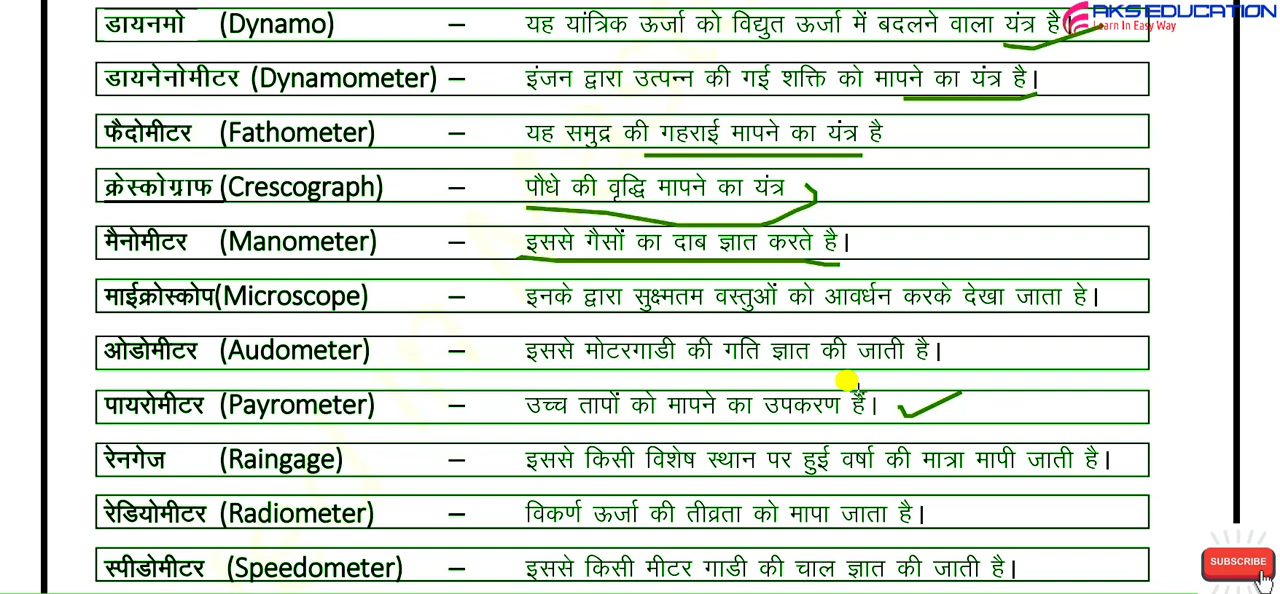 डायनमो (Dynamo) – यह यांत्रिक ऊर्जा को विद्युत ऊर्जा में बदलने वाला यंत्र है।
AKS EDUCATION
Learn In Easy Way
डायनेनोमीटर (Dynamometer) – इंजन द्वारा उत्पन्न की गई शक्ति को मापने का यंत्र है।
फैदोमीटर (Fathometer) – यह समुद्र की गहराई मापने का यंत्र है
क्रेस्कोग्राफ (Crescograph) – पौधे की वृद्धि मापने का यंत्र
मैनोमीटर (Manometer) – इससे गैसों का दाब ज्ञात करते है।
माईक्रोस्कोप(Microscope) – इनके द्वारा सुक्ष्मतम वस्तुओं को आवर्धन करके देखा जाता हे।
ओडोमीटर (Audometer) – इससे मोटरगाडी की गति ज्ञात की जाती है।
पायरोमीटर (Payrometer) – उच्च तापों को मापने का उपकरण हैं।
रेनगेज (Raingage) – इससे किसी विशेष स्थान पर हुई वर्षा की मात्रा मापी जाती है।
रेडियोमीटर (Radiometer) – विकर्ण ऊर्जा की तीव्रता को मापा जाता है।
स्पीडोमीटर (Speedometer) – इससे किसी मीटर गाडी की चाल ज्ञात की जाती है।
SUBSCRIBE